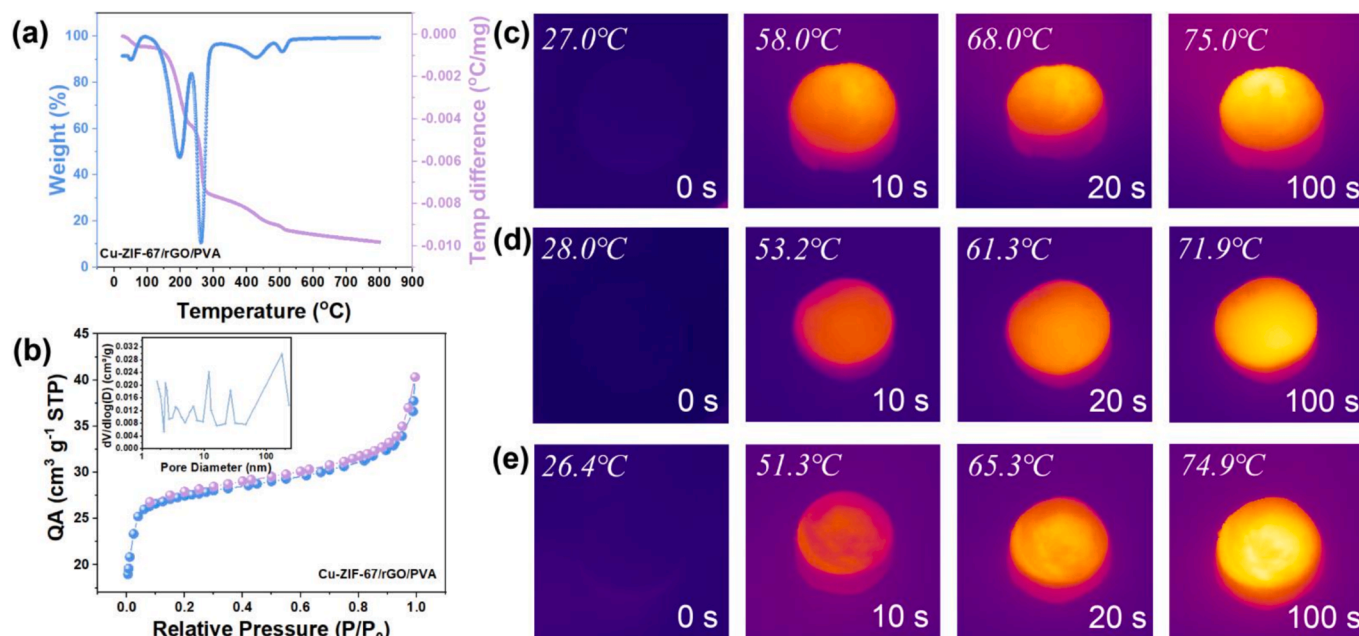 (a)
100
80
60
40
20
0
Weight (%)
0.000
-0.002
-0.004
-0.006
-0.008
-0.010
Temp difference (°C/mg)
Cu-ZIF-67/rGO/PVA
0 100 200 300 400 500 600 700 800 900
Temperature (°C)
(b)
45
40
35
30
25
20
QA (cm³ g⁻¹ STP)
0.032
0.028
0.024
0.020
0.016
0.012
0.008
0.004
dV/dlog(D) (cm³/g)
1 10 100
Pore Diameter (nm)
Cu-ZIF-67/rGO/PVA
0.0 0.2 0.4 0.6 0.8 1.0
Relative Pressure (P/P₀)
(c)
27.0°C 58.0°C 68.0°C 75.0°C
0 s 10 s 20 s 100 s
(d)
28.0°C 53.2°C 61.3°C 71.9°C
0 s 10 s 20 s 100 s
(e)
26.4°C 51.3°C 65.3°C 74.9°C
0 s 10 s 20 s 100 s